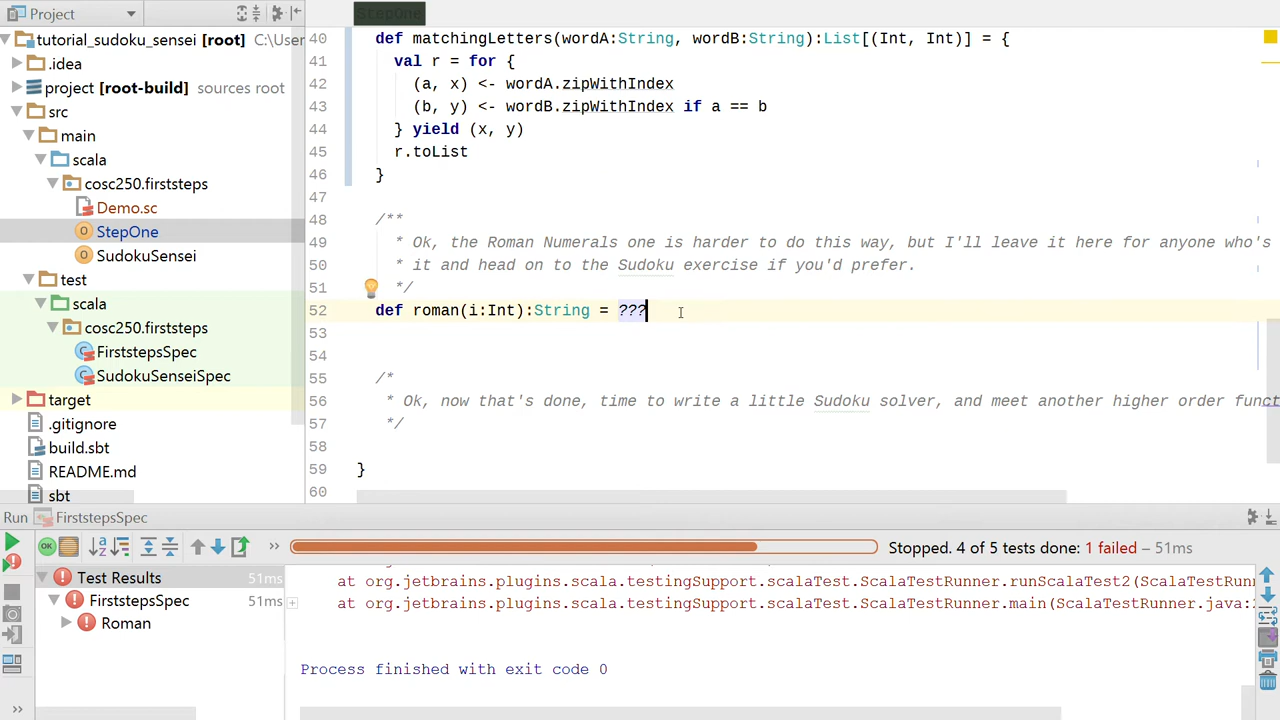 Project
StepOne
tutorial_sudoku_sensei [root] C:\User
.idea
project [root-build] sources root
src
main
scala
cosc250.firststeps
Demo.sc
StepOne
SudokuSensei
test
scala
cosc250.firststeps
FirststepsSpec
SudokuSenseiSpec
target
.gitignore
build.sbt
README.md
sbt
40 def matchingLetters(wordA:String, wordB:String):List[(Int, Int)] = {
41 val r = for {
42 (a, x) <- wordA.zipWithIndex
43 (b, y) <- wordB.zipWithIndex if a == b
44 } yield (x, y)
45 r.toList
46 }
47
48 /**
49 * Ok, the Roman Numerals one is harder to do this way, but I'll leave it here for anyone who's
50 * it and head on to the Sudoku exercise if you'd prefer.
51 */
52 def roman(i:Int):String = ???
53
54
55 /*
56 * Ok, now that's done, time to write a little Sudoku solver, and meet another higher order funct
57 */
58
59 }
60
Run FirststepsSpec
OK
>> Stopped. 4 of 5 tests done: 1 failed – 51ms
Test Results 51ms
FirststepsSpec 51ms
Roman
at org.jetbrains.plugins.scala.testingSupport.scalaTest.ScalaTestRunner.runScalaTest2(ScalaTestRunn
at org.jetbrains.plugins.scala.testingSupport.scalaTest.ScalaTestRunner.main(ScalaTestRunner.java:
Process finished with exit code 0
>>